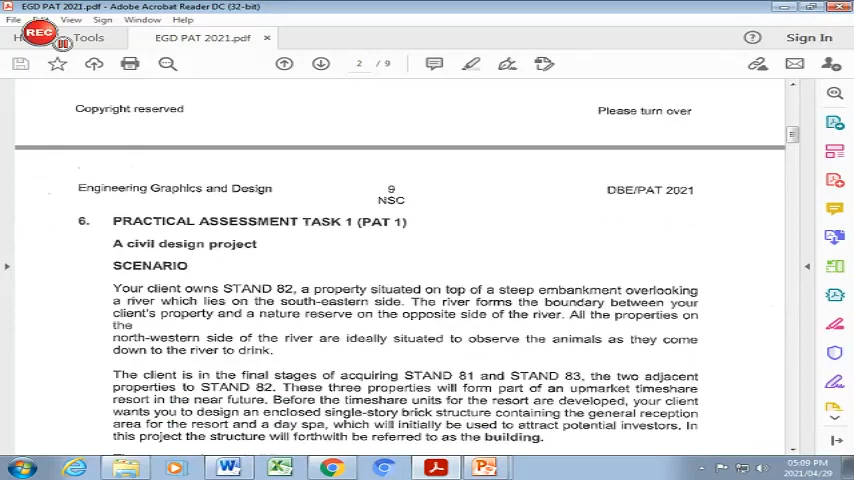 EGD PAT 2021.pdf - Adobe Acrobat Reader DC (32-bit)
File Edit View Sign Window Help
REC
Tools EGD PAT 2021.pdf × Sign In
2 / 9
Copyright reserved Please turn over
Engineering Graphics and Design 9 DBE/PAT 2021
NSC
6. PRACTICAL ASSESSMENT TASK 1 (PAT 1)
A civil design project
SCENARIO
Your client owns STAND 82, a property situated on top of a steep embankment overlooking
a river which lies on the south-eastern side. The river forms the boundary between your
client's property and a nature reserve on the opposite side of the river. All the properties on
the
north-western side of the river are ideally situated to observe the animals as they come
down to the river to drink.
The client is in the final stages of acquiring STAND 81 and STAND 83, the two adjacent
properties to STAND 82. These three properties will form part of an upmarket timeshare
resort in the near future. Before the timeshare units for the resort are developed, your client
wants you to design an enclosed single-story brick structure containing the general reception
area for the resort and a day spa, which will initially be used to attract potential investors. In
this project the structure will forthwith be referred to as the building.
05:09 PM
2021/04/29